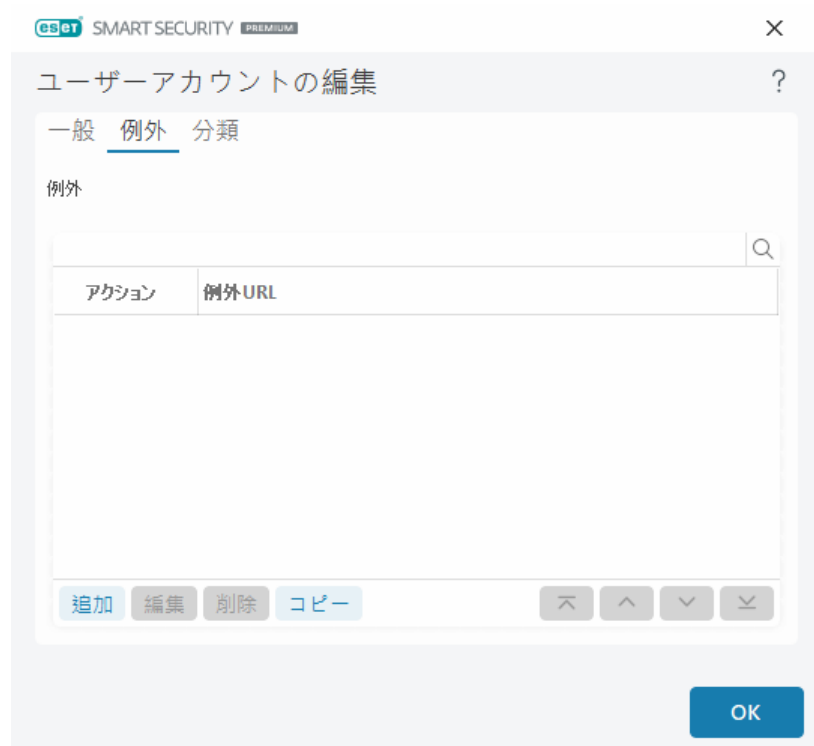 eset SMART SECURITY PREMIUM
ユーザーアカウントの編集 ?
一般 例外 分類
例外
アクション 例外URL
追加 編集 削除 コピー
OK